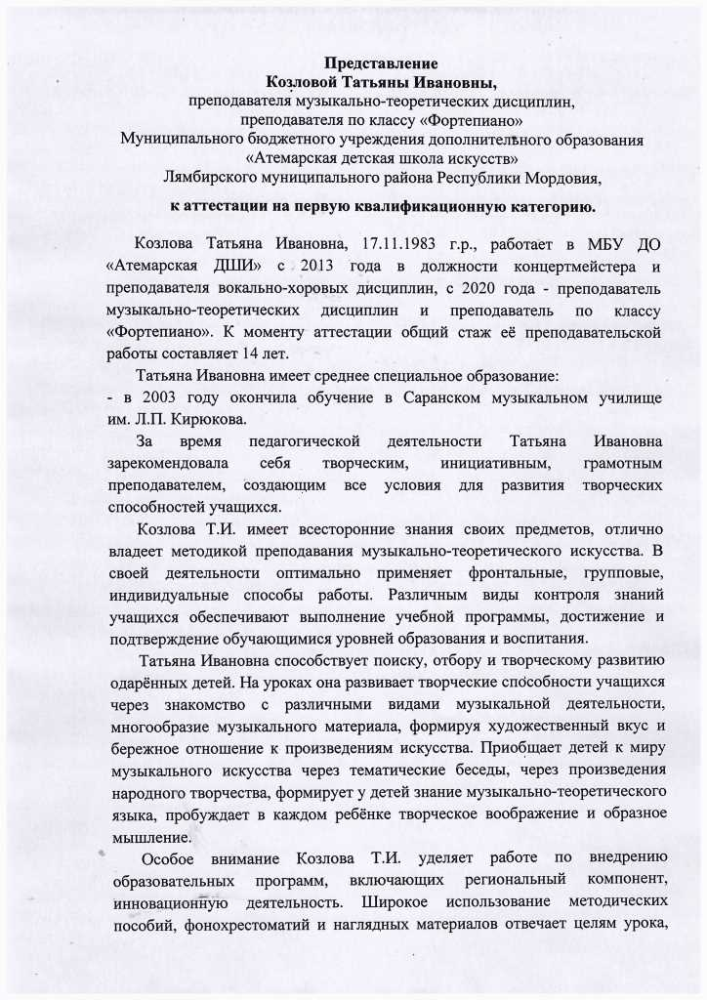 Представление
Козловой Татьяны Ивановны,
преподавателя музыкально-теоретических дисциплин,
преподавателя по классу «Фортепиано»
Муниципального бюджетного учреждения дополнительного образования
«Атемарская детская школа искусств»
Лямбирского муниципального района Республики Мордовия,
к аттестации на первую квалификационную категорию.
Козлова Татьяна Ивановна, 17.11.1983 г.р., работает в МБУ ДО
«Атемарская ДШИ» с 2013 года в должности концертмейстера и
преподавателя вокально-хоровых дисциплин, с 2020 года - преподаватель
музыкально-теоретических дисциплин и преподаватель по классу
«Фортепиано». К моменту аттестации общий стаж её преподавательской
работы составляет 14 лет.
Татьяна Ивановна имеет среднее специальное образование:
- в 2003 году окончила обучение в Саранском музыкальном училище
им. Л.П. Кирюкова.
За время педагогической деятельности Татьяна Ивановна
зарекомендовала себя творческим, инициативным, грамотным
преподавателем, создающим все условия для развития творческих
способностей учащихся.
Козлова Т.И. имеет всесторонние знания своих предметов, отлично
владеет методикой преподавания музыкально-теоретического искусства. В
своей деятельности оптимально применяет фронтальные, групповые,
индивидуальные способы работы. Различным виды контроля знаний
учащихся обеспечивают выполнение учебной программы, достижение и
подтверждение обучающимися уровней образования и воспитания.
Татьяна Ивановна способствует поиску, отбору и творческому развитию
одарённых детей. На уроках она развивает творческие способности учащихся
через знакомство с различными видами музыкальной деятельности,
многообразие музыкального материала, формируя художественный вкус и
бережное отношение к произведениям искусства. Приобщает детей к миру
музыкального искусства через тематические беседы, через произведения
народного творчества, формирует у детей знание музыкально-теоретического
языка, пробуждает в каждом ребёнке творческое воображение и образное
мышление.
Особое внимание Козлова Т.И. уделяет работе по внедрению
образовательных программ, включающих региональный компонент,
инновационную деятельность. Широкое использование методических
пособий, фонохрестоматий и наглядных материалов отвечает целям урока,